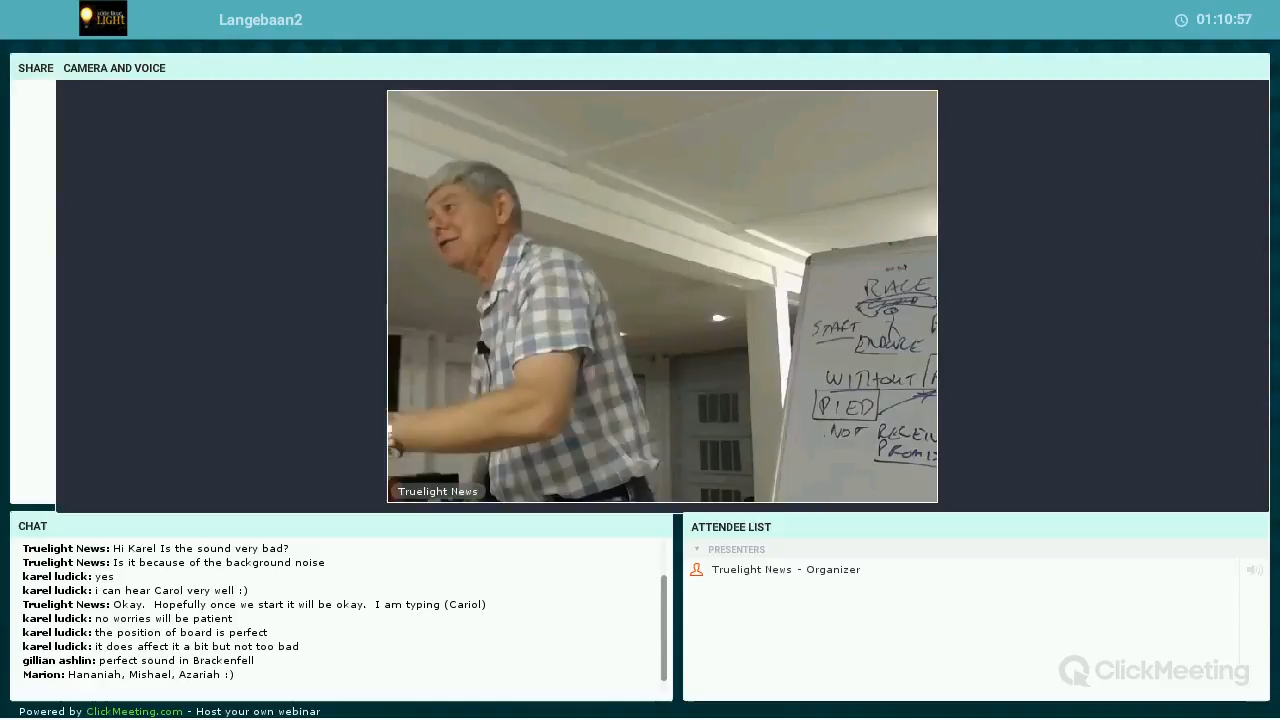 LIGHT
Langebaan2
01:10:57
SHARE
CAMERA AND VOICE
RACE
START
ENDURE
WITHOUT
DIED
NOT
Truelight News
CHAT
Truelight News: Hi Karel Is the sound very bad?
Truelight News: Is it because of the background noise
karel ludick: yes
karel ludick: i can hear Carol very well :)
Truelight News: Okay.  Hopefully once we start it will be okay.  I am typing (Cariol)
karel ludick: no worries will be patient
karel ludick: the position of board is perfect
karel ludick: it does affect it a bit but not too bad
gillian ashlin: perfect sound in Brackenfell
Marion: Hananiah, Mishael, Azariah :)
ATTENDEE LIST
PRESENTERS
Truelight News - Organizer
ClickMeeting
Powered by ClickMeeting.com - Host your own webinar